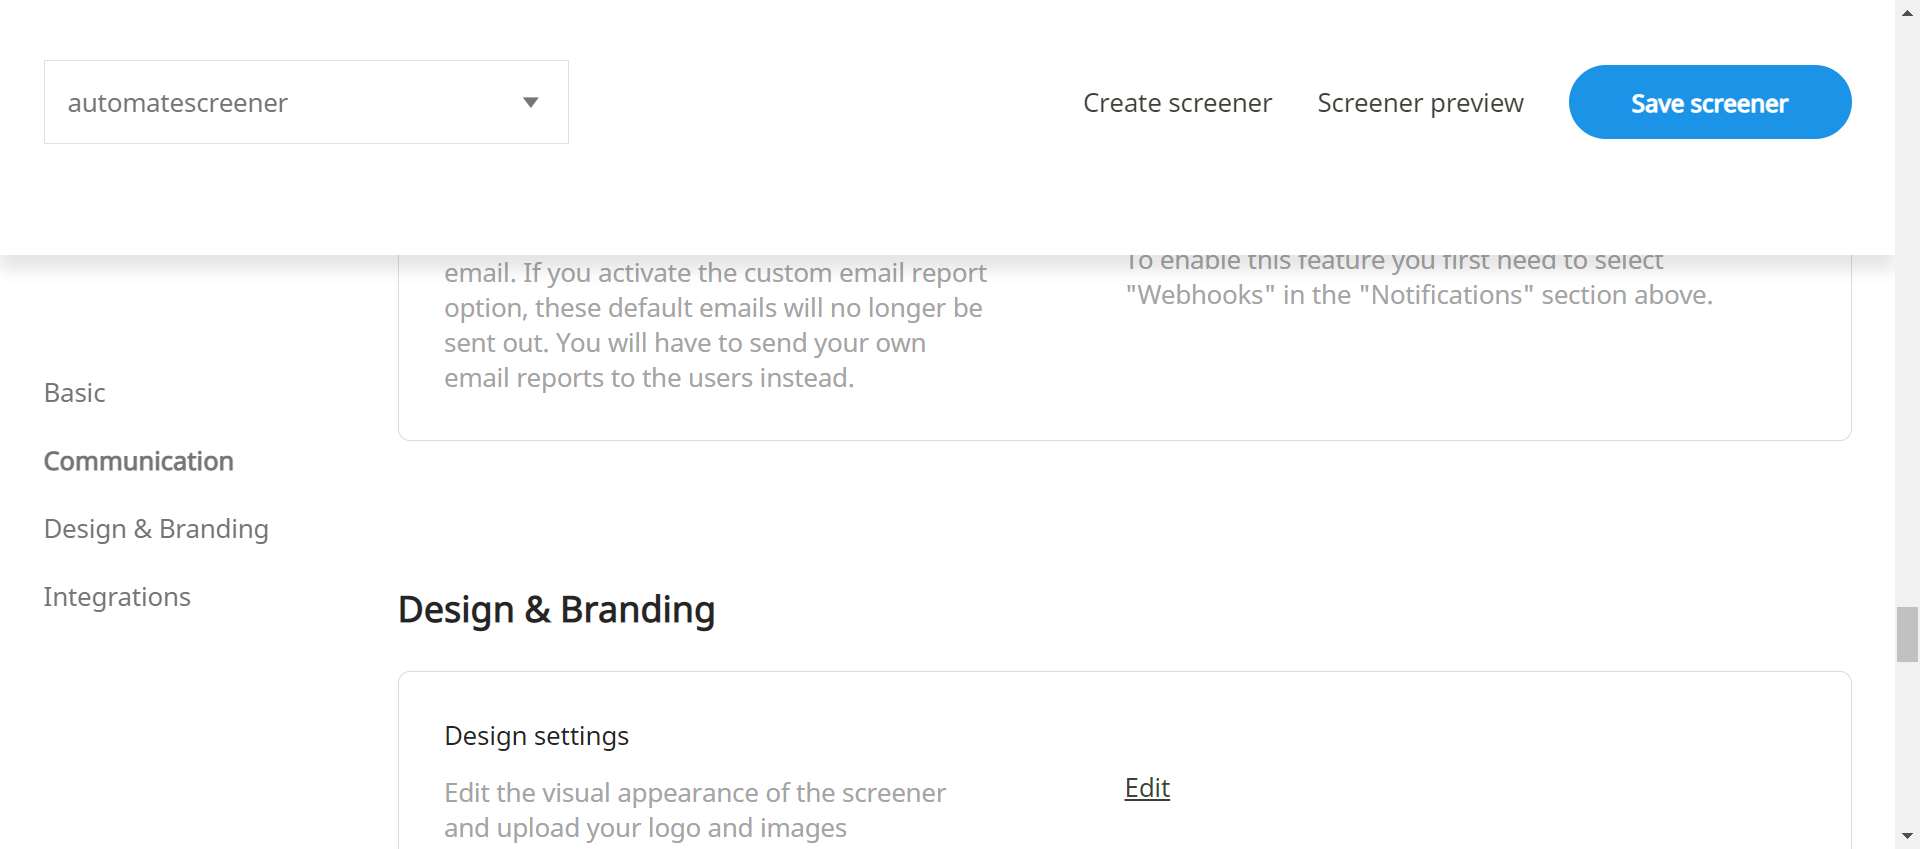 automatescreener
Create screener
Screener preview
Save screener
Basic
Communication
Design & Branding
Integrations
email. If you activate the custom email report
option, these default emails will no longer be
sent out. You will have to send your own
email reports to the users instead.
To enable this feature you first need to select
"Webhooks" in the "Notifications" section above.
Design & Branding
Design settings
Edit the visual appearance of the screener
and upload your logo and images
Edit